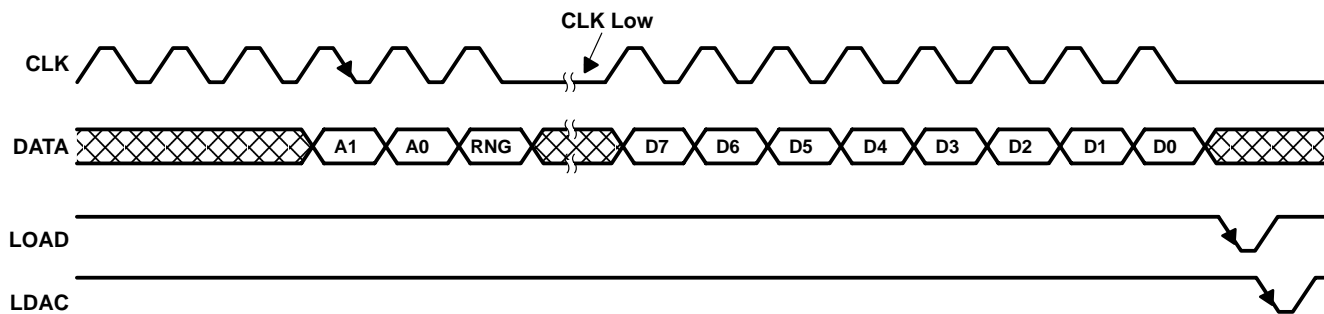 CLK Low
CLK
DATA A1 A0 RNG D7 D6 D5 D4 D3 D2 D1 D0
LOAD
LDAC